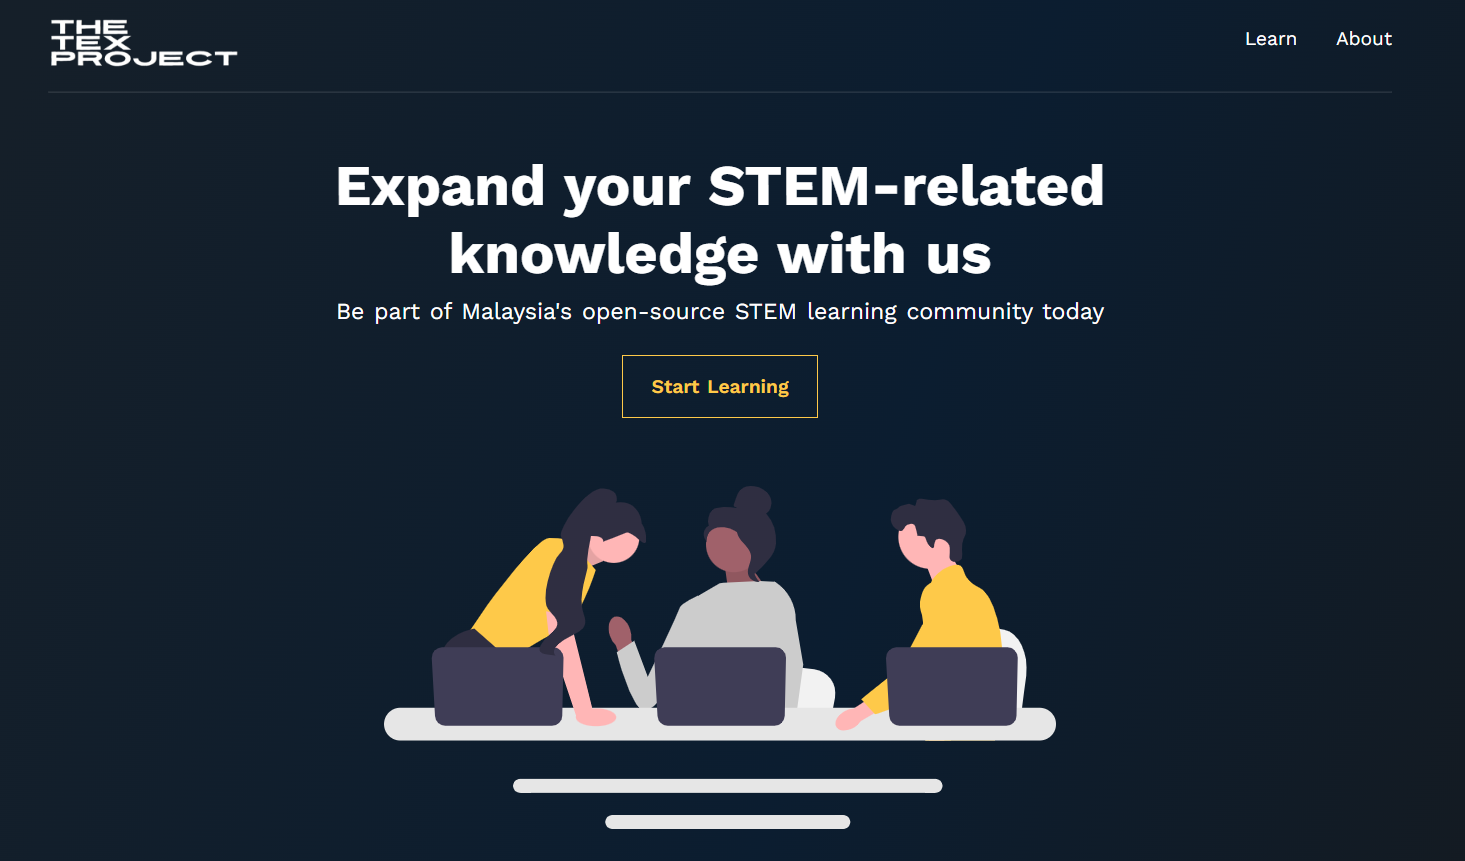 THE
TEX
PROJECT
Learn
About
Expand your STEM-related
knowledge with us
Be part of Malaysia's open-source STEM learning community today
Start Learning